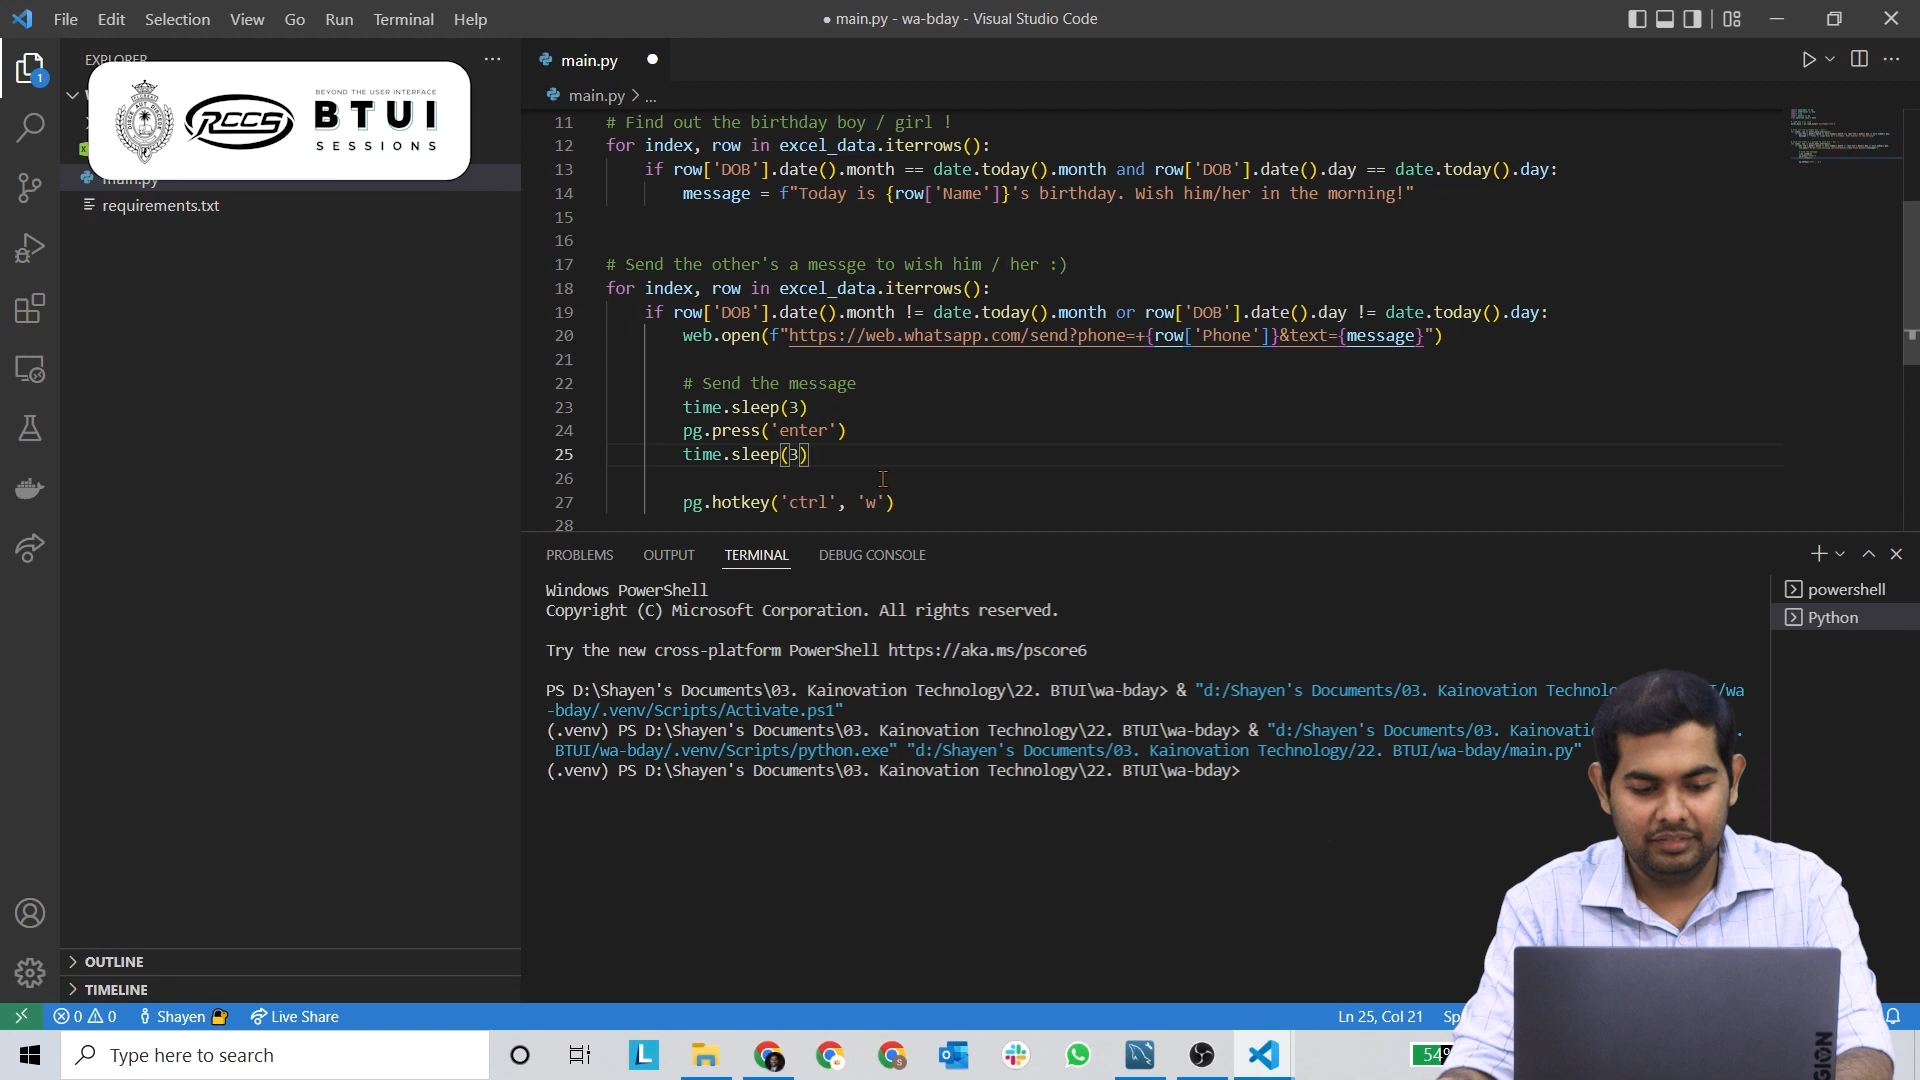 File Edit Selection View Go Run Terminal Help
● main.py - wa-bday - Visual Studio Code
EXPLORER
BEYOND THE USER INTERFACE
BTUI
SESSIONS
RCCS
main.py
requirements.txt
OUTLINE
TIMELINE
main.py
main.py > ...
11 # Find out the birthday boy / girl !
12 for index, row in excel_data.iterrows():
13 if row['DOB'].date().month == date.today().month and row['DOB'].date().day == date.today().day:
14 message = f"Today is {row['Name']}'s birthday. Wish him/her in the morning!"
15
16
17 # Send the other's a messge to wish him / her :)
18 for index, row in excel_data.iterrows():
19 if row['DOB'].date().month != date.today().month or row['DOB'].date().day != date.today().day:
20 web.open(f"https://web.whatsapp.com/send?phone=+{row['Phone']}&text={message}")
21
22 # Send the message
23 time.sleep(3)
24 pg.press('enter')
25 time.sleep(3)
26
27 pg.hotkey('ctrl', 'w')
28
PROBLEMS OUTPUT TERMINAL DEBUG CONSOLE
powershell
Python
Windows PowerShell
Copyright (C) Microsoft Corporation. All rights reserved.
Try the new cross-platform PowerShell https://aka.ms/pscore6
PS D:\Shayen's Documents\03. Kainovation Technology\22. BTUI\wa-bday> & "d:/Shayen's Documents/03. Kainovation /wa
-bday/.venv/Scripts/Activate.ps1"
(.venv) PS D:\Shayen's Documents\03. Kainovation Technology\22. BTUI\wa-bday> & "d:/Shayen's Documents/03.
BTUI/wa-bday/.venv/Scripts/python.exe" "d:/Shayen's Documents/03. Kainovation Technology/22. BTUI/wa-bday/main.py"
(.venv) PS D:\Shayen's Documents\03. Kainovation Technology\22. BTUI\wa-bday>
0 0 Shayen Live Share
Ln 25, Col 21
Type here to search
54%